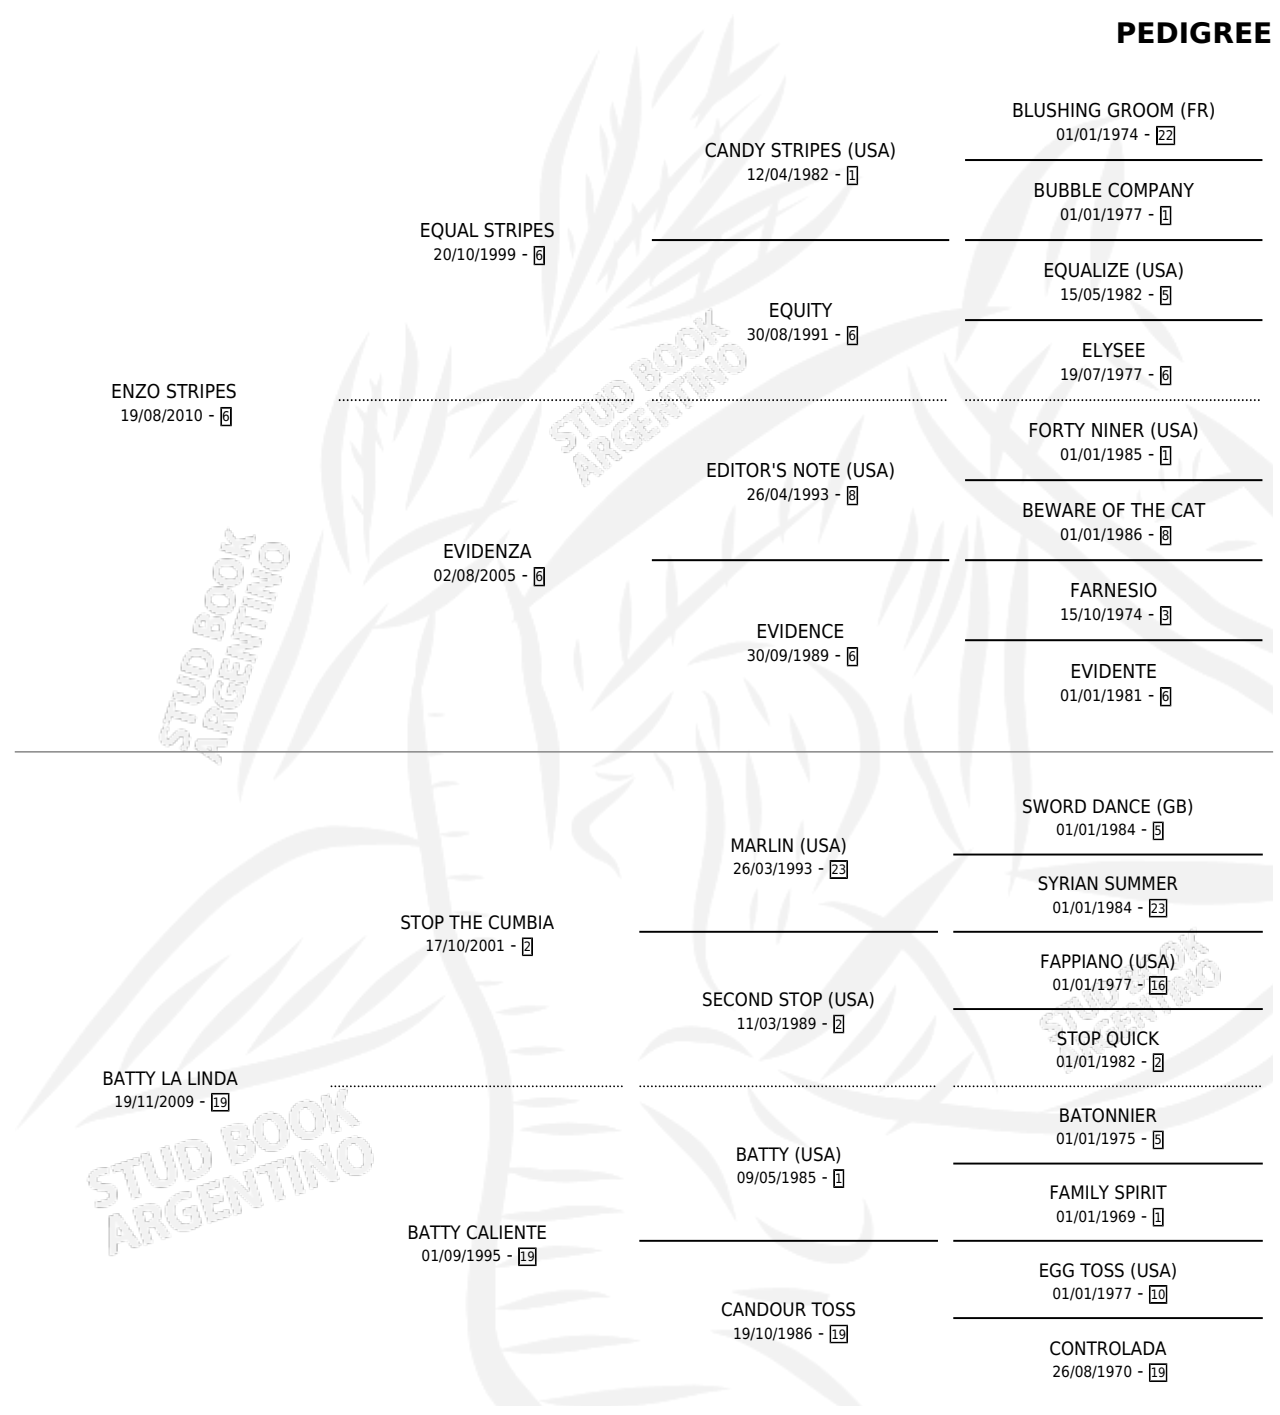 PEDIGREE
BLUSHING GROOM (FR)
01/01/1974 - 22
CANDY STRIPES (USA)
12/04/1982 - 1
BUBBLE COMPANY
01/01/1977 - 1
EQUAL STRIPES
20/10/1999 - 6
EQUALIZE (USA)
15/05/1982 - 5
EQUITY
30/08/1991 - 6
ELYSEE
19/07/1977 - 6
ENZO STRIPES
19/08/2010 - 6
FORTY NINER (USA)
01/01/1985 - 1
EDITOR'S NOTE (USA)
26/04/1993 - 8
BEWARE OF THE CAT
01/01/1986 - 8
EVIDENZA
02/08/2005 - 6
FARNESIO
15/10/1974 - 3
EVIDENCE
30/09/1989 - 6
EVIDENTE
01/01/1981 - 6
SWORD DANCE (GB)
01/01/1984 - 5
MARLIN (USA)
26/03/1993 - 23
SYRIAN SUMMER
01/01/1984 - 23
STOP THE CUMBIA
17/10/2001 - 2
FAPPIANO (USA)
01/01/1977 - 16
SECOND STOP (USA)
11/03/1989 - 2
STOP QUICK
01/01/1982 - 2
BATTY LA LINDA
19/11/2009 - 19
BATONNIER
01/01/1975 - 5
BATTY (USA)
09/05/1985 - 1
FAMILY SPIRIT
01/01/1969 - 1
BATTY CALIENTE
01/09/1995 - 19
EGG TOSS (USA)
01/01/1977 - 10
CANDOUR TOSS
19/10/1986 - 19
CONTROLADA
26/08/1970 - 19
STUD BOOK
ARGENTINO
STUD BOOK
ARGENTINO
STUD BOOK
ARGENTINO
STUD BOOK
ARGENTINO